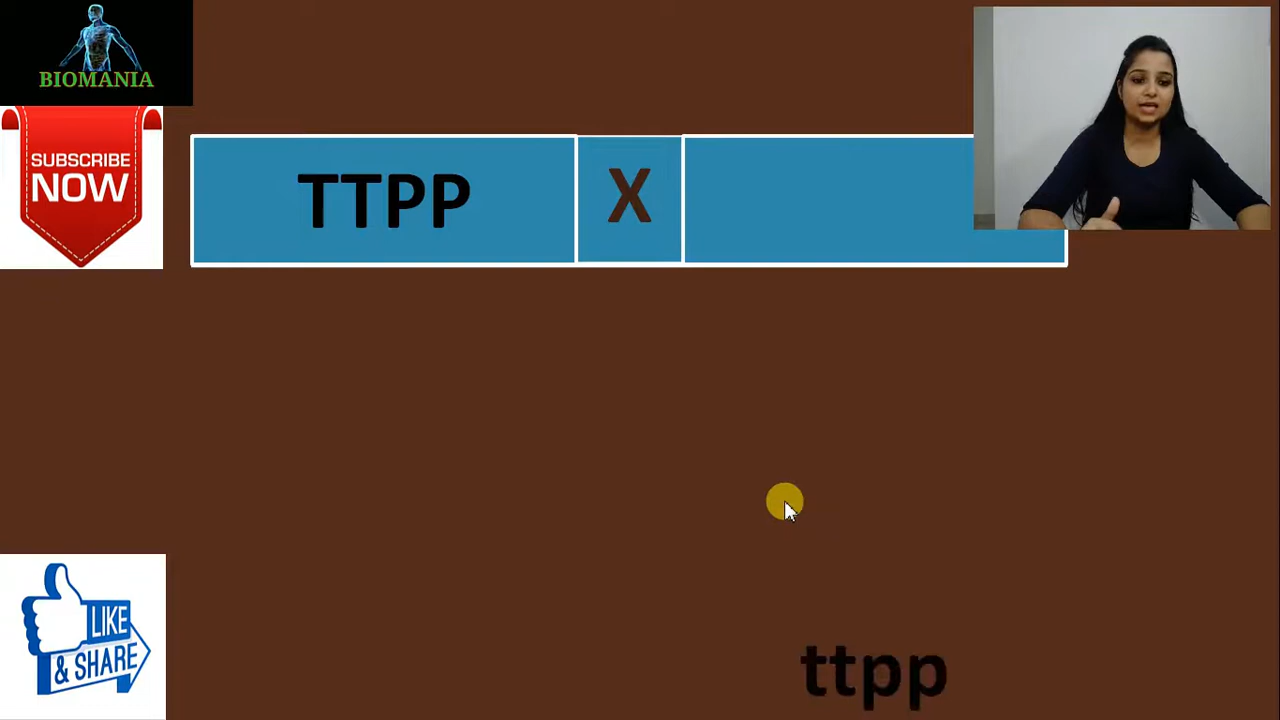 BIOMANIA
SUBSCRIBE
NOW
TTPP X
LIKE
& SHARE
ttpp